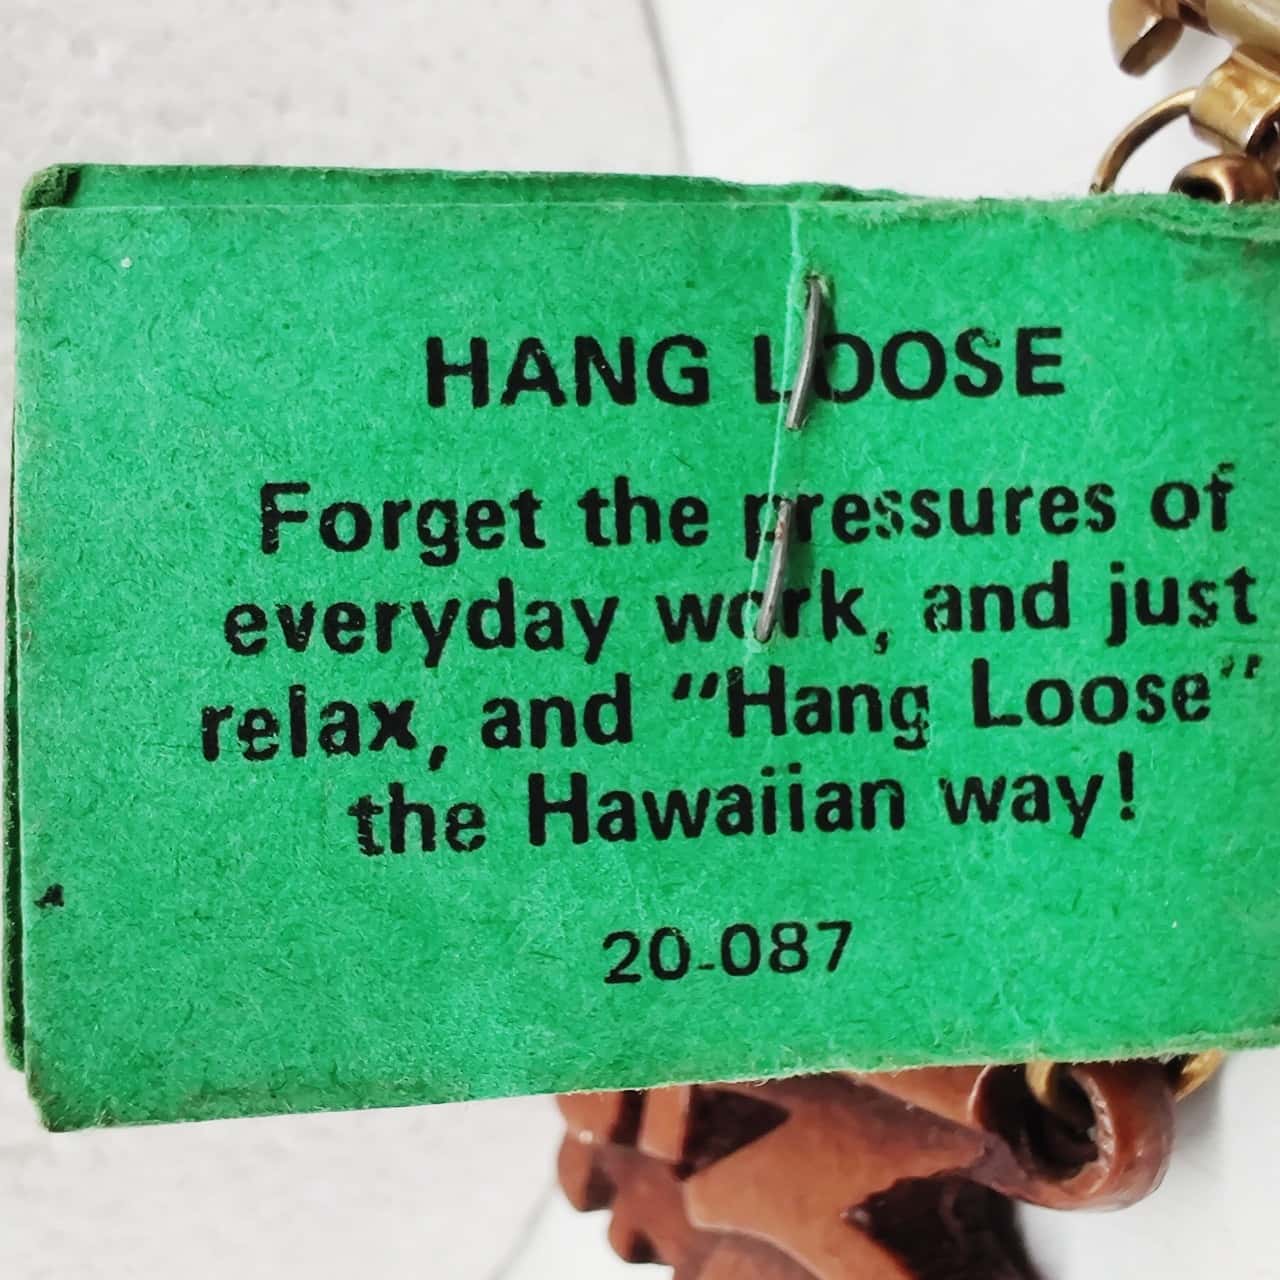 HANG LOOSE
Forget the pressures of
everyday work, and just
relax, and "Hang Loose"
the Hawaiian way!
20-087